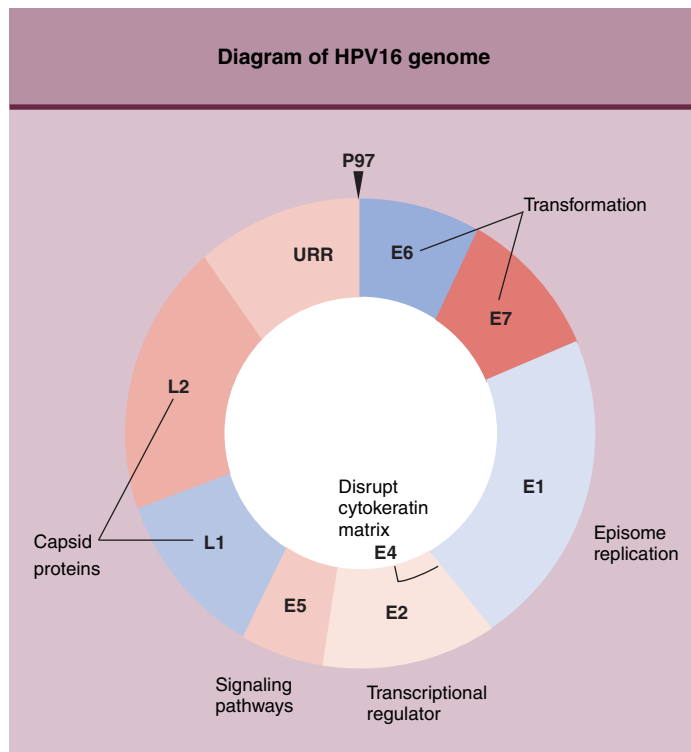 Diagram of HPV16 genome
P97
Transformation
URR
E6
E7
L2
E1
Disrupt
cytokeratin
matrix
E4
Episome
replication
Capsid
proteins
L1
E5
E2
Signaling
pathways
Transcriptional
regulator